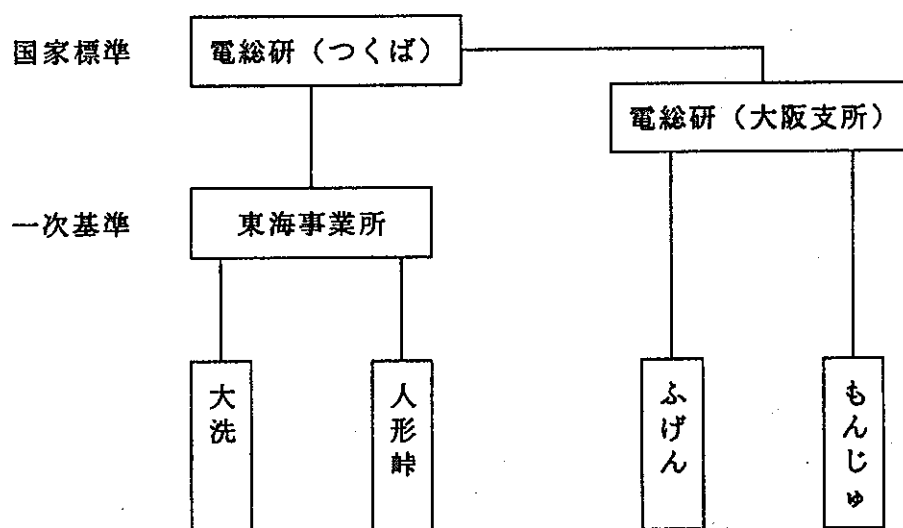 国家標準
電総研(つくば)
電総研(大阪支所)
一次基準
東海事業所
大洗
人形峠
ふげん
もんじゅ